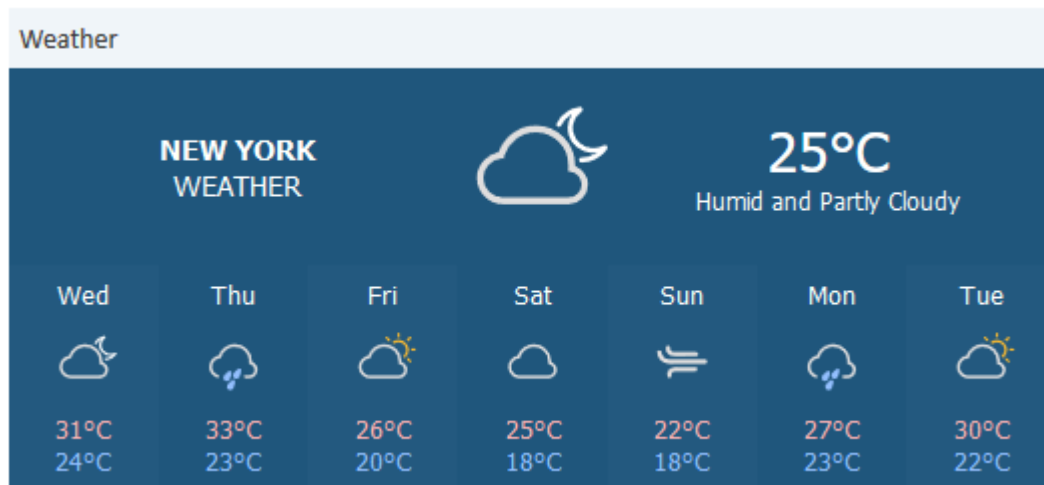 Weather
NEW YORK
WEATHER
25°C
Humid and Partly Cloudy
Wed Thu Fri Sat Sun Mon Tue
31°C 33°C 26°C 25°C 22°C 27°C 30°C
24°C 23°C 20°C 18°C 18°C 23°C 22°C